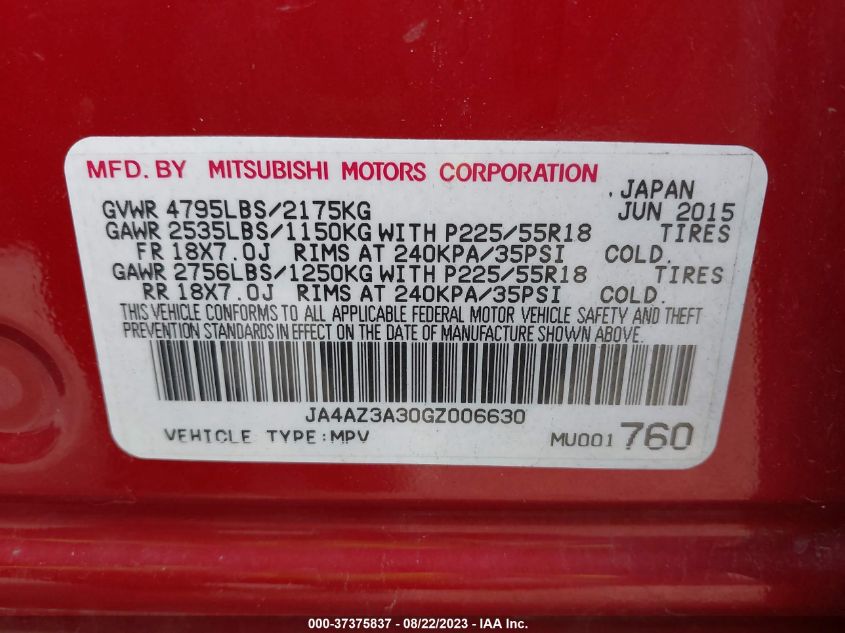 MFD. BY MITSUBISHI MOTORS CORPORATION
. JAPAN
GVWR 4795LBS/2175KG JUN 2015
GAWR 2535LBS/1150KG WITH P225/55R18 TIRES
FR 18X7.0J RIMS AT 240KPA/35PSI COLD.
GAWR 2756LBS/1250KG WITH P225/55R18 TIRES
RR 18X7.0J RIMS AT 240KPA/35PSI COLD.
THIS VEHICLE CONFORMS TO ALL APPLICABLE FEDERAL MOTOR VEHICLE SAFETY AND THEFT
PREVENTION STANDARDS IN EFFECT ON THE DATE OF MANUFACTURE SHOWN ABOVE.
JA4AZ3A30GZ006630
VEHICLE TYPE:MPV MU001 760
000-37375837 - 08/22/2023 - IAA Inc.